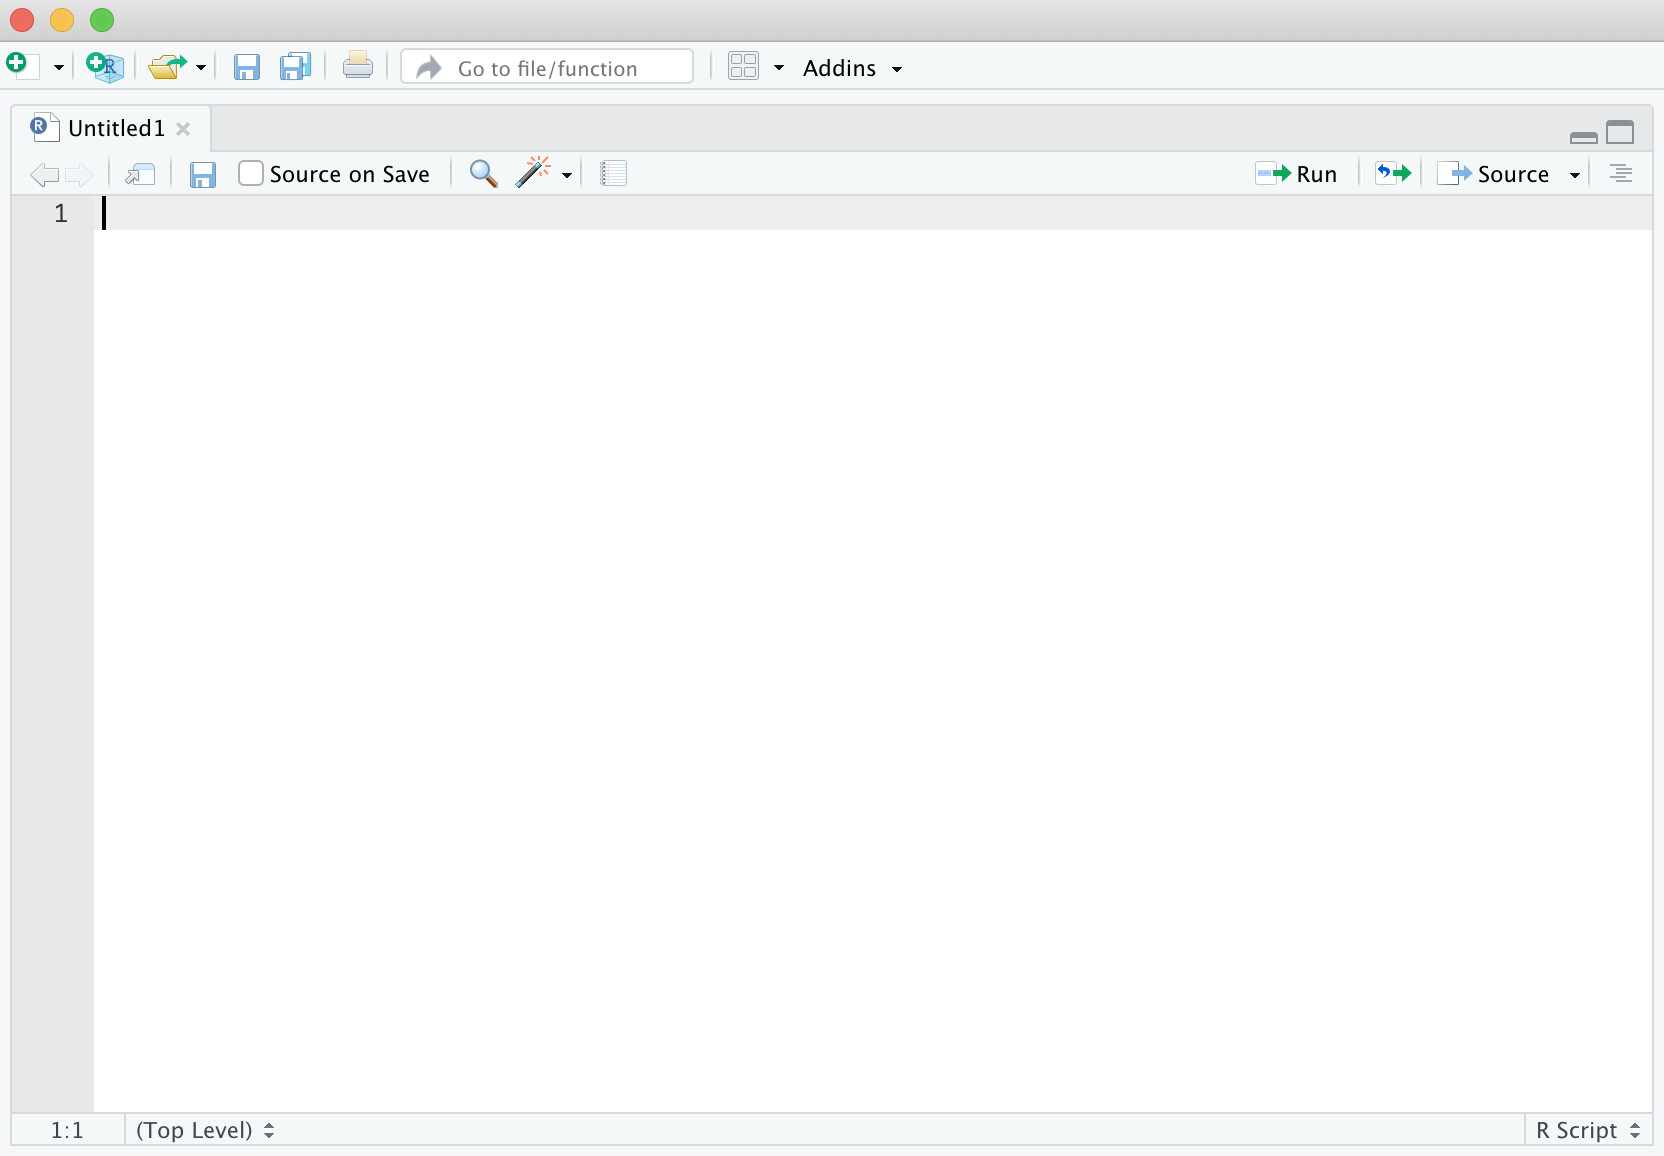 R
Go to file/function
Addins
R Untitled1
Source on Save
Run
Source
1
1:1
(Top Level)
R Script